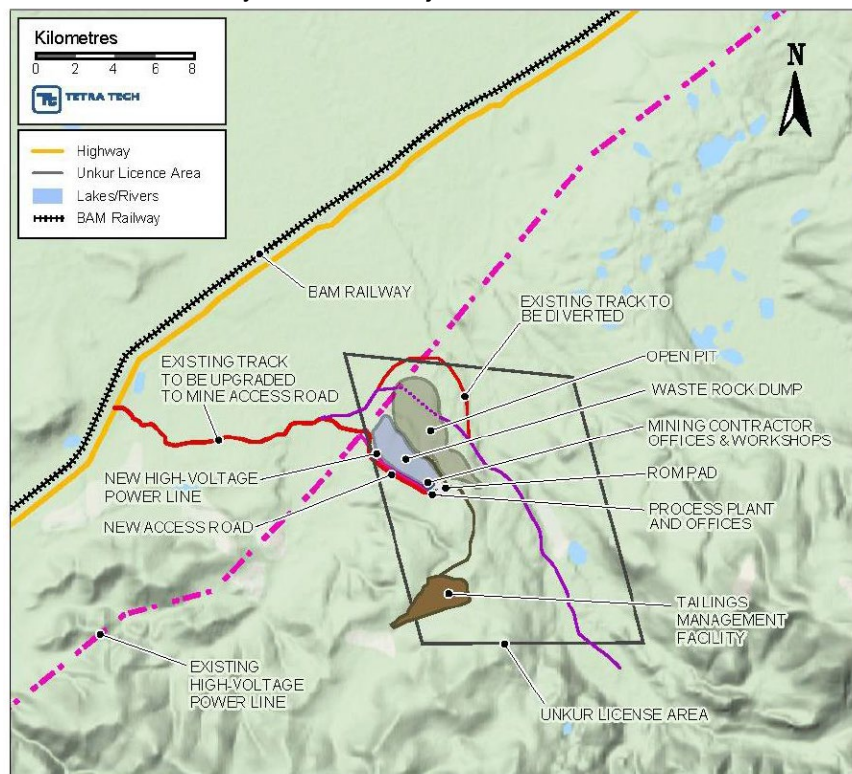 Kilometres
0 2 4 6 8
TETRA TECH
Highway
Unkur Licence Area
Lakes/Rivers
BAM Railway
N
BAM RAILWAY
EXISTING TRACK TO
BE DIVERTED
OPEN PIT
EXISTING TRACK
TO BE UPGRADED
TO MINE ACCESS ROAD
WASTE ROCK DUMP
MINING CONTRACTOR
OFFICES & WORKSHOPS
NEW HIGH-VOLTAGE
POWER LINE
ROM PAD
NEW ACCESS ROAD
PROCESS PLANT
AND OFFICES
TAILINGS
MANAGEMENT
FACILITY
EXISTING
HIGH-VOLTAGE
POWER LINE
UNKUR LICENSE AREA